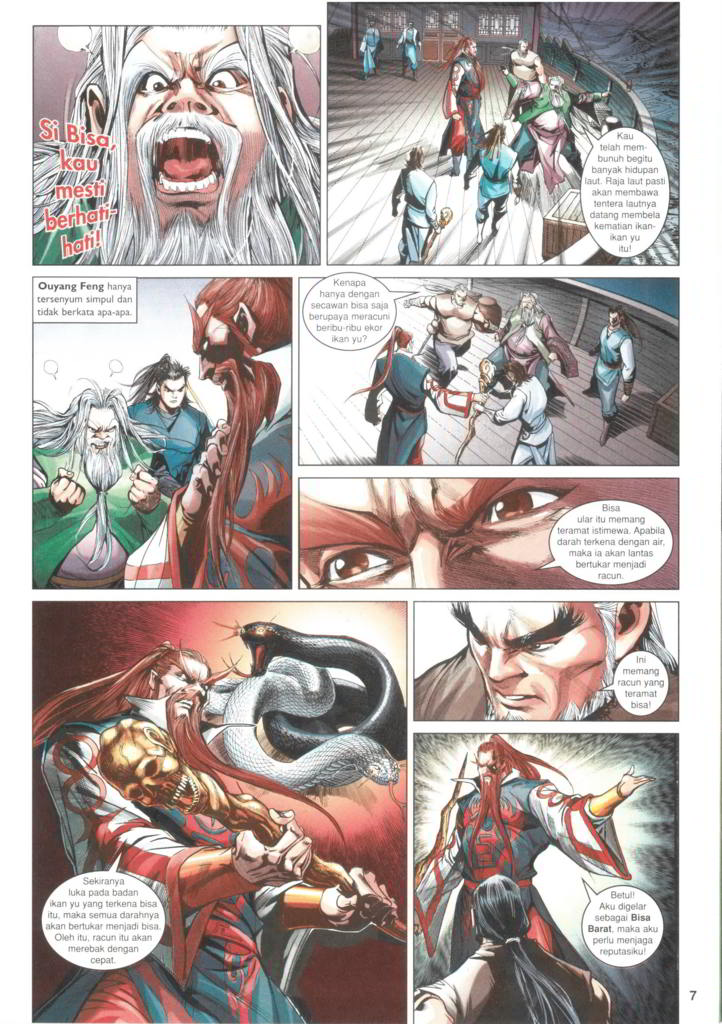 Si Bisa,
kau
mesti
berhati-
hati!
Kau
telah mem-
bunuh begitu
banyak hidupan
laut. Raja laut pasti
akan membawa
tentera lautnya
datang membela
kematian ikan-
ikan yu
itu!
Ouyang Feng hanya
tersenyum simpul dan
tidak berkata apa-apa.
Kenapa
hanya dengan
secawan bisa saja
berupaya meracuni
beribu-ribu ekor
ikan yu?
Bisa
ular itu memang
teramat istimewa. Apabila
darah terkena dengan air,
maka ia akan lantas
bertukar menjadi
racun.
Sekiranya
luka pada badan
ikan yu yang terkena bisa
itu, maka semua darahnya
akan bertukar menjadi bisa.
Oleh itu, racun itu akan
merebak dengan
cepat.
Ini
memang
racun yang
teramat
bisa!
Betul!
Aku digelar
sebagai Bisa
Barat, maka aku
perlu menjaga
reputasiku!
7